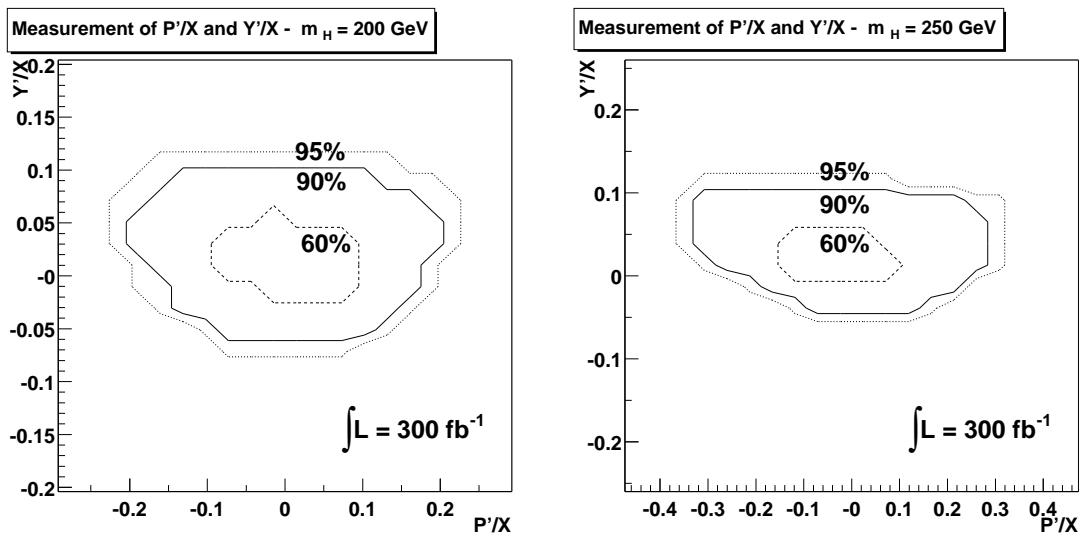 Measurement of P'/X and Y'/X - m H = 200 GeV
Y'/X
0.2
0.15
0.1
0.05
-0
-0.05
-0.1
-0.15
-0.2
95%
90%
60%
∫L = 300 fb-1
-0.2 -0.1 0 0.1 0.2
P'/X
Measurement of P'/X and Y'/X - m H = 250 GeV
Y'/X
0.2
0.1
0
-0.1
-0.2
95%
90%
60%
∫L = 300 fb-1
-0.4 -0.3 -0.2 -0.1 -0 0.1 0.2 0.3 0.4
P'/X